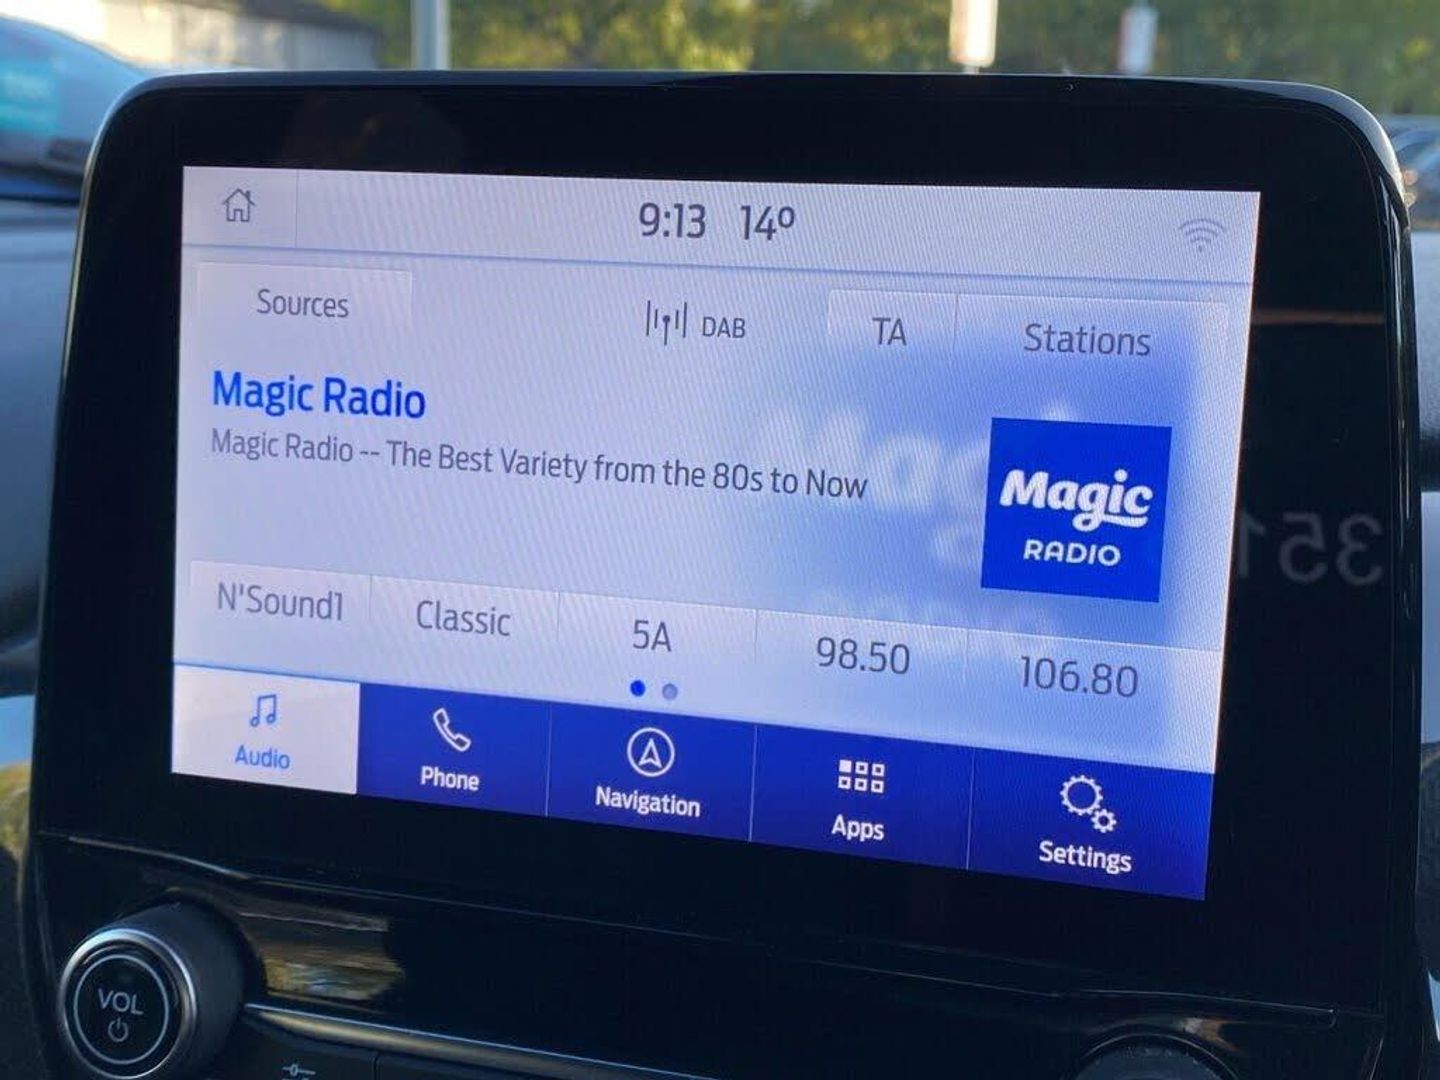 9:13 14º
Sources
DAB
TA
Stations
Magic Radio
Magic Radio -- The Best Variety from the 80s to Now
Magic
RADIO
N'Sound1
Classic
5A
98.50
106.80
Audio
Phone
Navigation
Apps
Settings
VOL